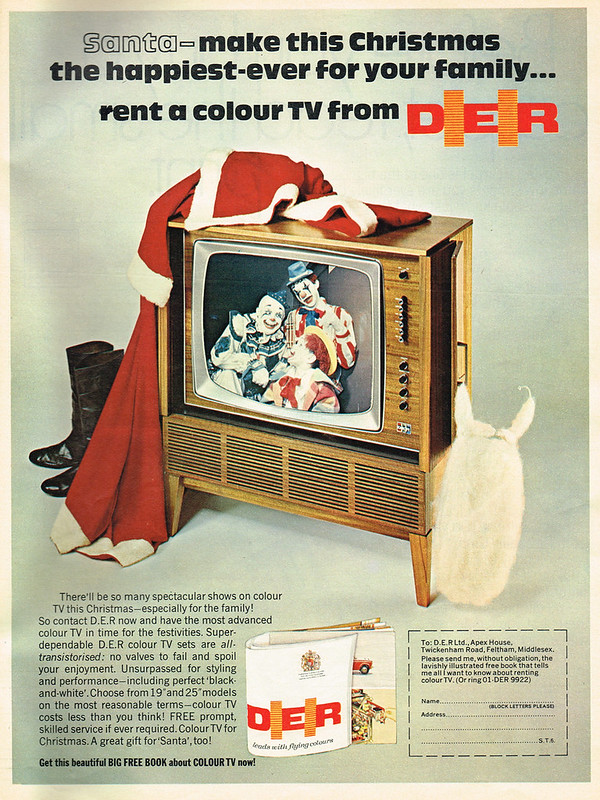 Santa–make this Christmas
the happiest-ever for your family...
rent a colour TV from D·E·R
There'll be so many spectacular shows on colour
TV this Christmas—especially for the family!
So contact D.E.R now and have the most advanced
colour TV in time for the festivities. Super-
dependable D.E.R colour TV sets are all-
transistorised: no valves to fail and spoil
your enjoyment. Unsurpassed for styling
and performance—including perfect 'black-
and-white'. Choose from 19" and 25" models
on the most reasonable terms—colour TV
costs less than you think! FREE prompt,
skilled service if ever required. Colour TV for
Christmas. A great gift for 'Santa', too!
Get this beautiful BIG FREE BOOK about COLOUR TV now!
D·E·R
leads with flying colours
To: D.E.R Ltd., Apex House,
Twickenham Road, Feltham, Middlesex.
Please send me, without obligation, the
lavishly illustrated free book that tells
me all I want to know about renting
colour TV. (Or ring 01-DER 9922)
Name
(BLOCK LETTERS PLEASE)
Address
S.T.6.